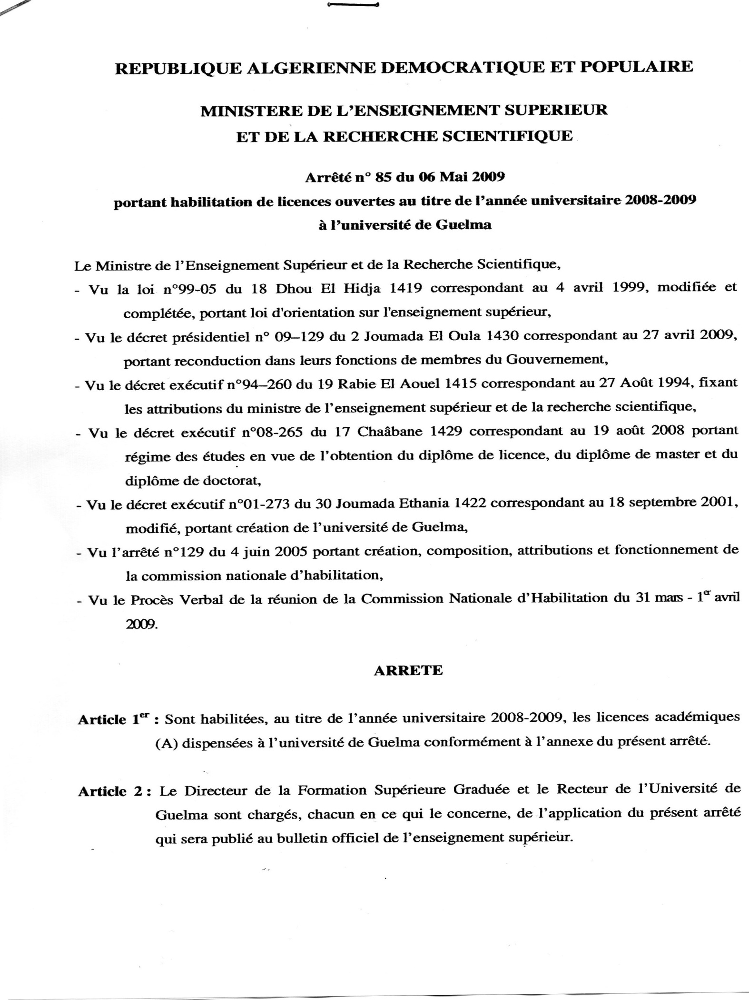 REPUBLIQUE ALGERIENNE DEMOCRATIQUE ET POPULAIRE
MINISTERE DE L’ENSEIGNEMENT SUPERIEUR
ET DE LA RECHERCHE SCIENTIFIQUE
Arrêté n° 85 du 06 Mai 2009
portant habilitation de licences ouvertes au titre de l’année universitaire 2008-2009
à l’université de Guelma
Le Ministre de l’Enseignement Supérieur et de la Recherche Scientifique,
- Vu la loi n°99-05 du 18 Dhou El Hidja 1419 correspondant au 4 avril 1999, modifiée et
complétée, portant loi d'orientation sur l'enseignement supérieur,
- Vu le décret présidentiel n° 09–129 du 2 Joumada El Oula 1430 correspondant au 27 avril 2009,
portant reconduction dans leurs fonctions de membres du Gouvernement,
- Vu le décret exécutif n°94–260 du 19 Rabie El Aouel 1415 correspondant au 27 Août 1994, fixant
les attributions du ministre de l’enseignement supérieur et de la recherche scientifique,
- Vu le décret exécutif n°08-265 du 17 Chaâbane 1429 correspondant au 19 août 2008 portant
régime des études en vue de l’obtention du diplôme de licence, du diplôme de master et du
diplôme de doctorat,
- Vu le décret exécutif n°01-273 du 30 Joumada Ethania 1422 correspondant au 18 septembre 2001,
modifié, portant création de l’université de Guelma,
- Vu l’arrêté n°129 du 4 juin 2005 portant création, composition, attributions et fonctionnement de
la commission nationale d’habilitation,
- Vu le Procès Verbal de la réunion de la Commission Nationale d’Habilitation du 31 mars - 1er avril
2009.
ARRETE
Article 1er : Sont habilitées, au titre de l’année universitaire 2008-2009, les licences académiques
(A) dispensées à l’université de Guelma conformément à l’annexe du présent arrêté.
Article 2 : Le Directeur de la Formation Supérieure Graduée et le Recteur de l’Université de
Guelma sont chargés, chacun en ce qui le concerne, de l’application du présent arrêté
qui sera publié au bulletin officiel de l’enseignement supérieur.